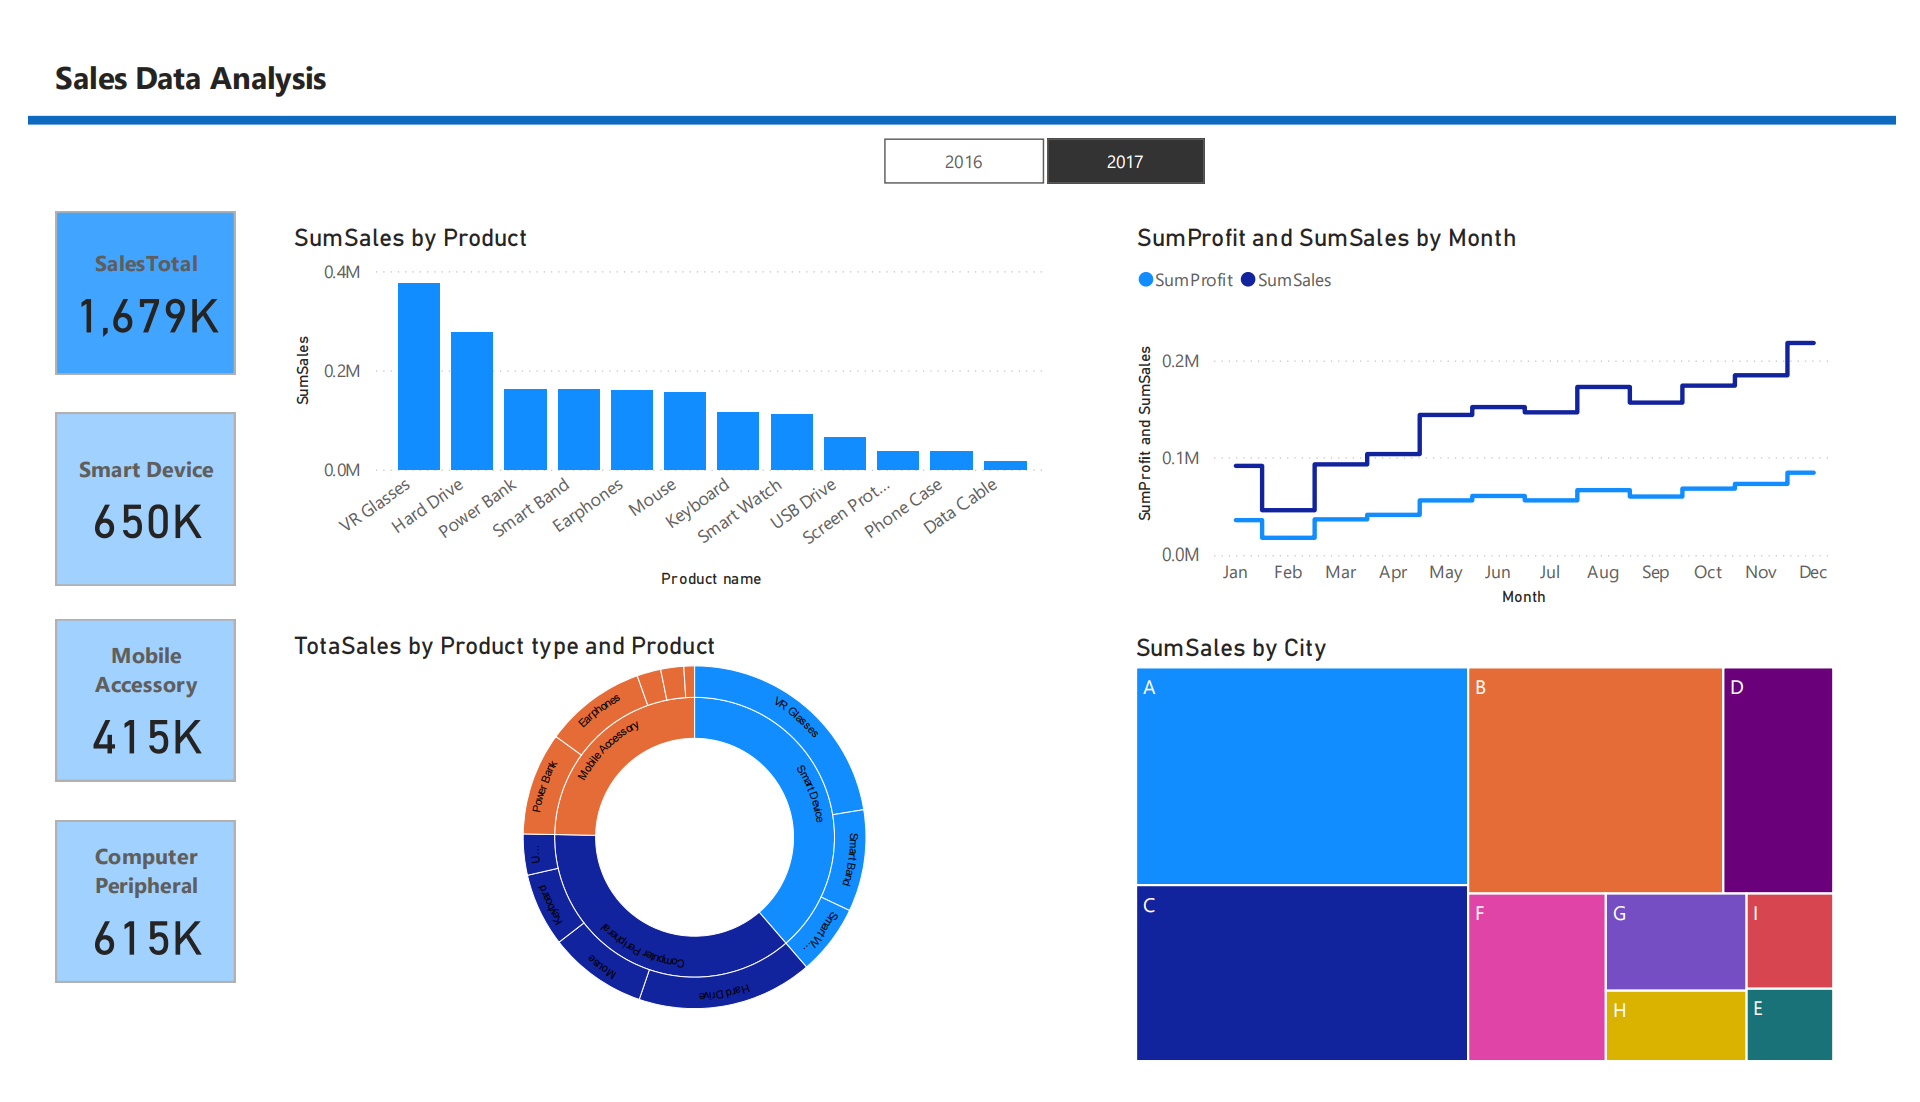 Sales Data Analysis
2016
2017
SalesTotal
1,679K
Smart Device
650K
Mobile
Accessory
415K
Computer
Peripheral
615K
SumSales by Product
0.4M
0.2M
0.0M
SumSales
VR Glasses
Hard Drive
Power Bank
Smart Band
Earphones
Mouse
Keyboard
Smart Watch
USB Drive
Screen Prot...
Phone Case
Data Cable
Product name
SumProfit and SumSales by Month
SumProfit
SumSales
SumProfit and SumSales
0.2M
0.1M
0.0M
Jan
Feb
Mar
Apr
May
Jun
Jul
Aug
Sep
Oct
Nov
Dec
Month
TotaSales by Product type and Product
VR Glasses
Smart Band
Smart W...
Hard Drive
Mouse
Keyboard
U...
Power Bank
Earphones
Smart Device
Computer Peripheral
Mobile Accessory
SumSales by City
A
B
D
C
F
G
I
H
E